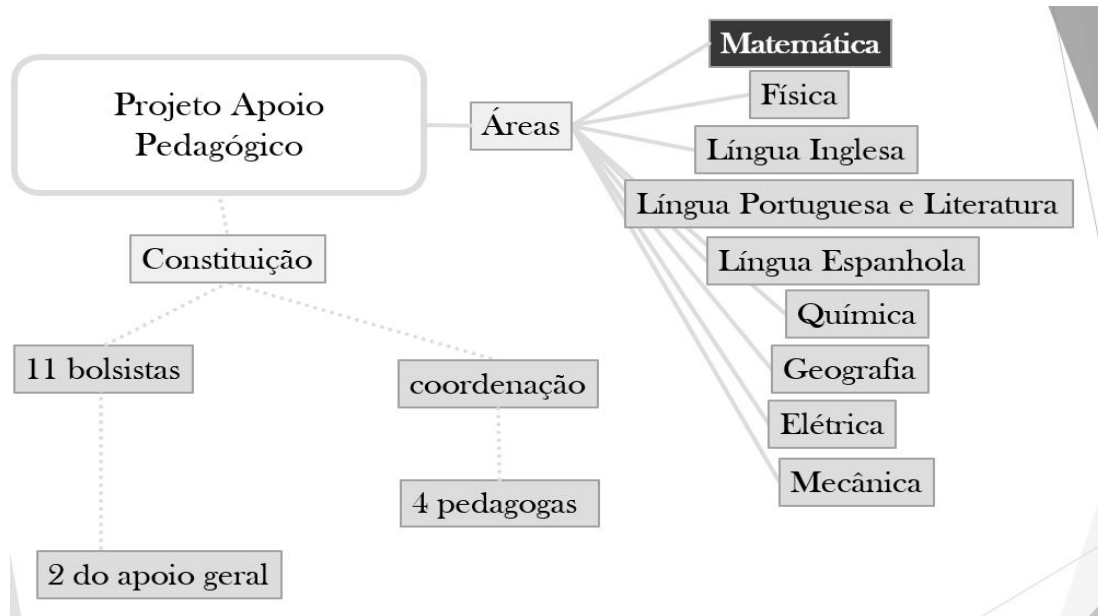 Projeto Apoio
Pedagógico
Áreas
Matemática
Física
Língua Inglesa
Língua Portuguesa e Literatura
Língua Espanhola
Química
Geografia
Elétrica
Mecânica
Constituição
11 bolsistas
coordenação
4 pedagogas
2 do apoio geral